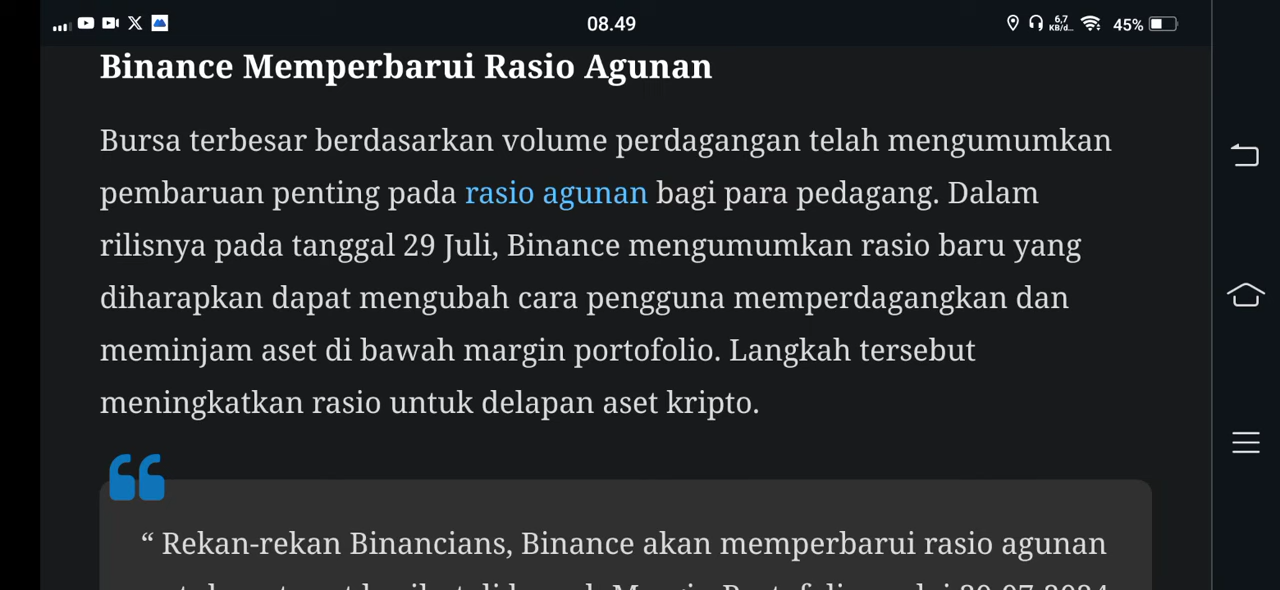 08.49
6,7
KB/d...
45%
Binance Memperbarui Rasio Agunan
Bursa terbesar berdasarkan volume perdagangan telah mengumumkan
pembaruan penting pada rasio agunan bagi para pedagang. Dalam
rilisnya pada tanggal 29 Juli, Binance mengumumkan rasio baru yang
diharapkan dapat mengubah cara pengguna memperdagangkan dan
meminjam aset di bawah margin portofolio. Langkah tersebut
meningkatkan rasio untuk delapan aset kripto.
“ Rekan-rekan Binancians, Binance akan memperbarui rasio agunan